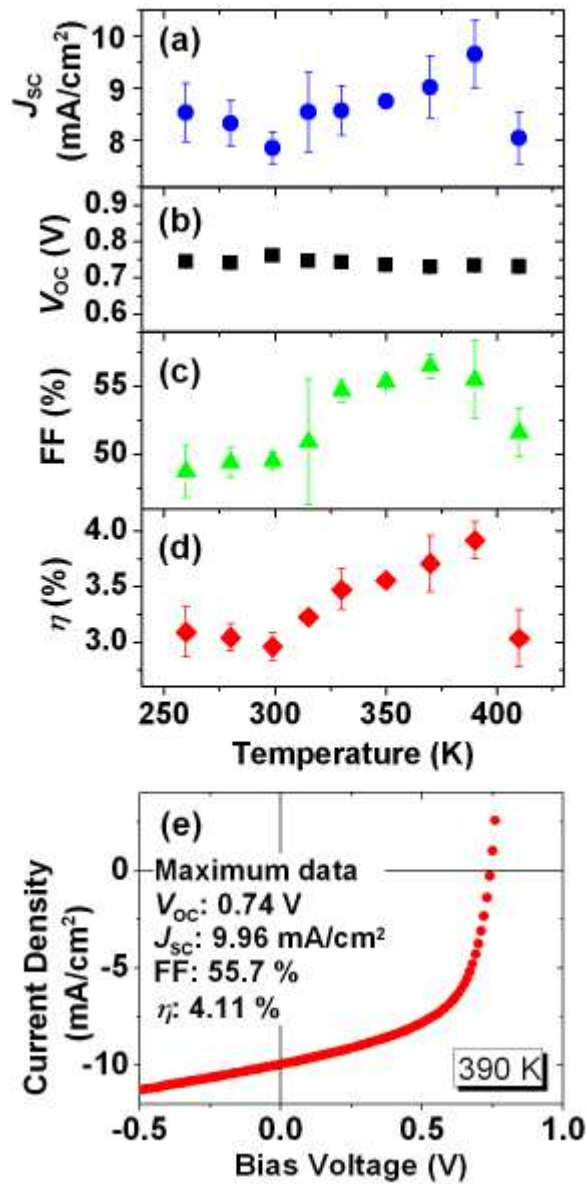 (a)
J_SC (mA/cm²)
10
9
8
(b)
V_OC (V)
0.9
0.8
0.7
0.6
(c)
FF (%)
55
50
(d)
η (%)
4.0
3.5
3.0
250 300 350 400
Temperature (K)
(e)
Maximum data
V_OC: 0.74 V
J_SC: 9.96 mA/cm²
FF: 55.7 %
η_i: 4.11 %
390 K
Current Density (mA/cm²)
0
-5
-10
-0.5 0.0 0.5 1.0
Bias Voltage (V)